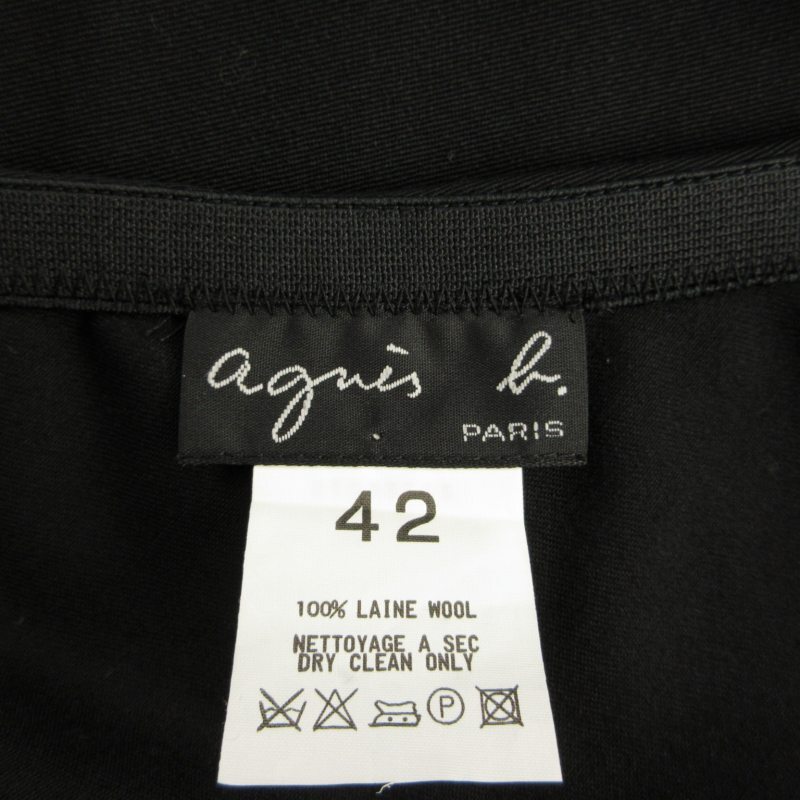 agnès b.
PARIS
42
100% LAINE WOOL
NETTOYAGE A SEC
DRY CLEAN ONLY
P